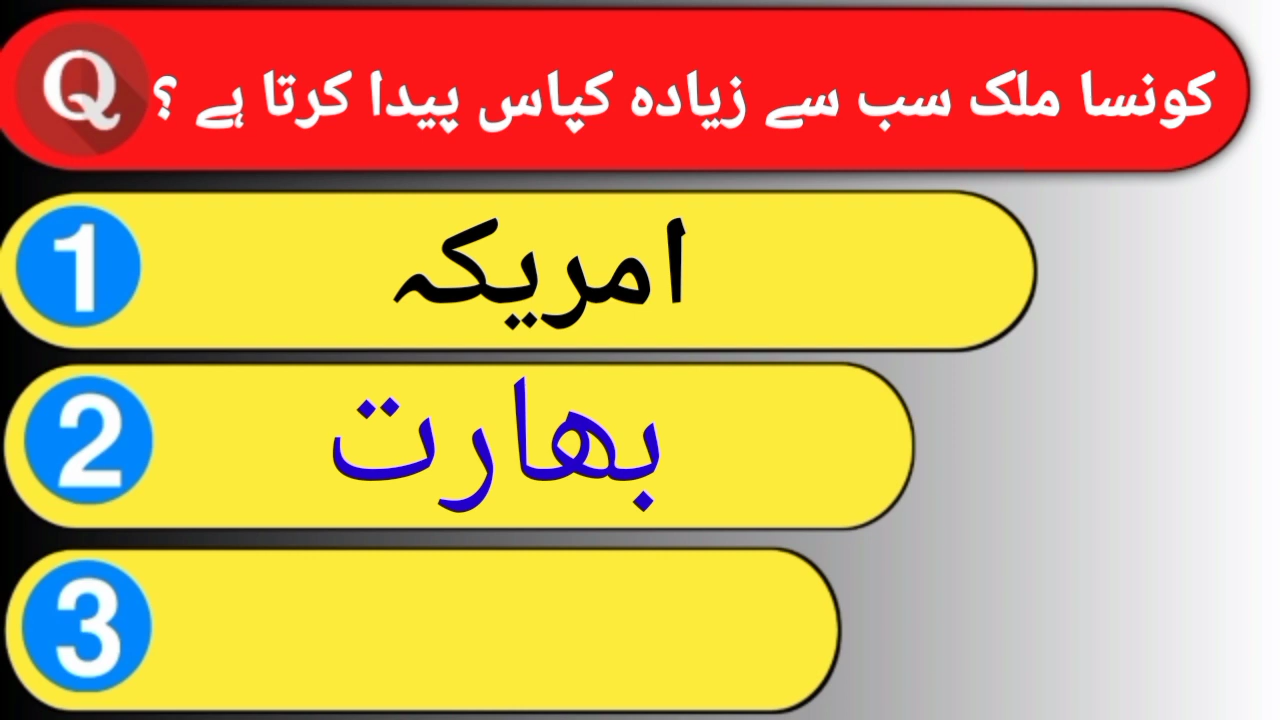 Q کونسا ملک سب سے زیادہ کپاس پیدا کرتا ہے ؟
1 امریکہ
2 بھارت
3